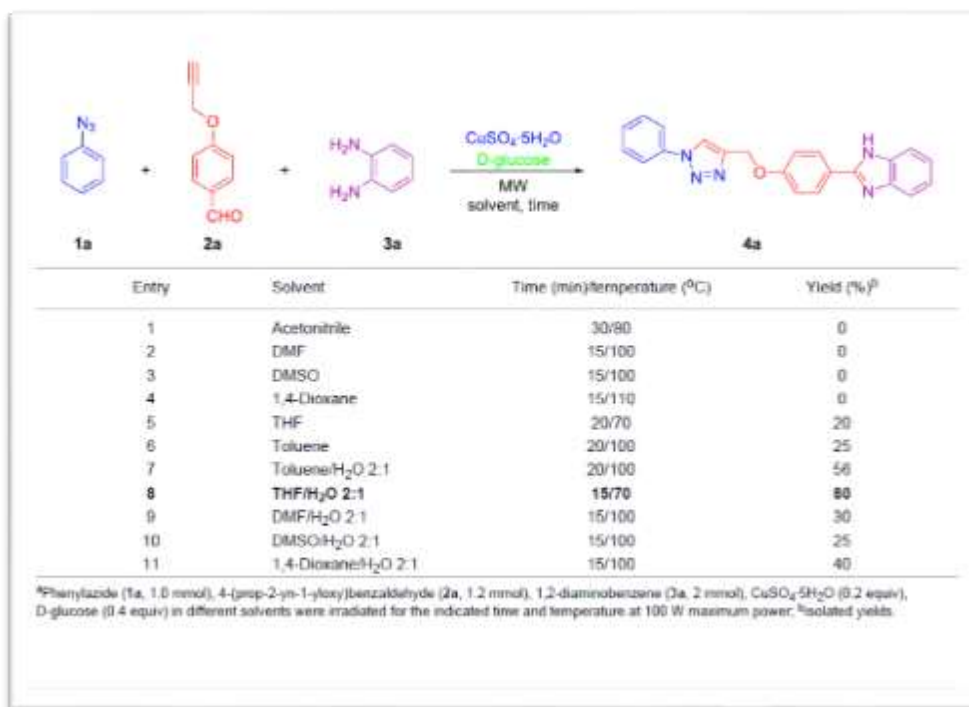 N3
O
CHO
H2N
H2N
CuSO4·5H2O
D-glucose
MW
solvent, time
N
N
N
O
H
N
N
+ +
1a 2a 3a 4a
Entry Solvent Time (min)/temperature (°C) Yield (%)b
1 Acetonitrile 30/80 0
2 DMF 15/100 0
3 DMSO 15/100 0
4 1,4-Dioxane 15/110 0
5 THF 20/70 20
6 Toluene 20/100 25
7 Toluene/H2O 2:1 20/100 56
8 THF/H2O 2:1 15/70 80
9 DMF/H2O 2:1 15/100 30
10 DMSO/H2O 2:1 15/100 25
11 1,4-Dioxane/H2O 2:1 15/100 40
aPhenylazide (1a, 1.0 mmol), 4-(prop-2-yn-1-yloxy)benzaldehyde (2a, 1.2 mmol), 1,2-diaminobenzene (3a, 2 mmol), CuSO4·5H2O (0.2 equiv),
D-glucose (0.4 equiv) in different solvents were irradiated for the indicated time and temperature at 100 W maximum power; bIsolated yields.